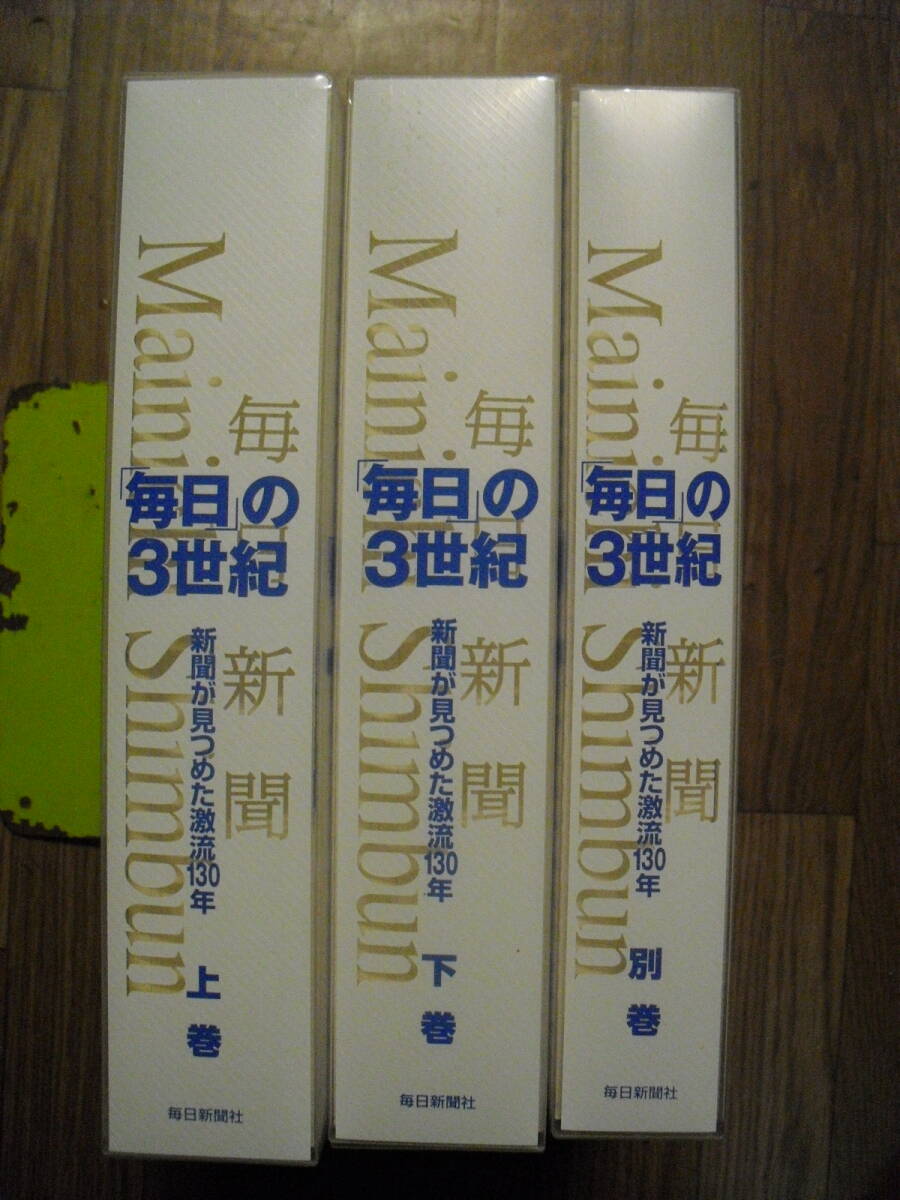 Mainichi Shimbun
毎日新聞
「毎日」の
3世紀
新聞が見つめた激流130年
上巻
毎日新聞社
Mainichi Shimbun
毎日新聞
「毎日」の
3世紀
新聞が見つめた激流130年
下巻
毎日新聞社
Mainichi Shimbun
毎日新聞
「毎日」の
3世紀
新聞が見つめた激流130年
別巻
毎日新聞社